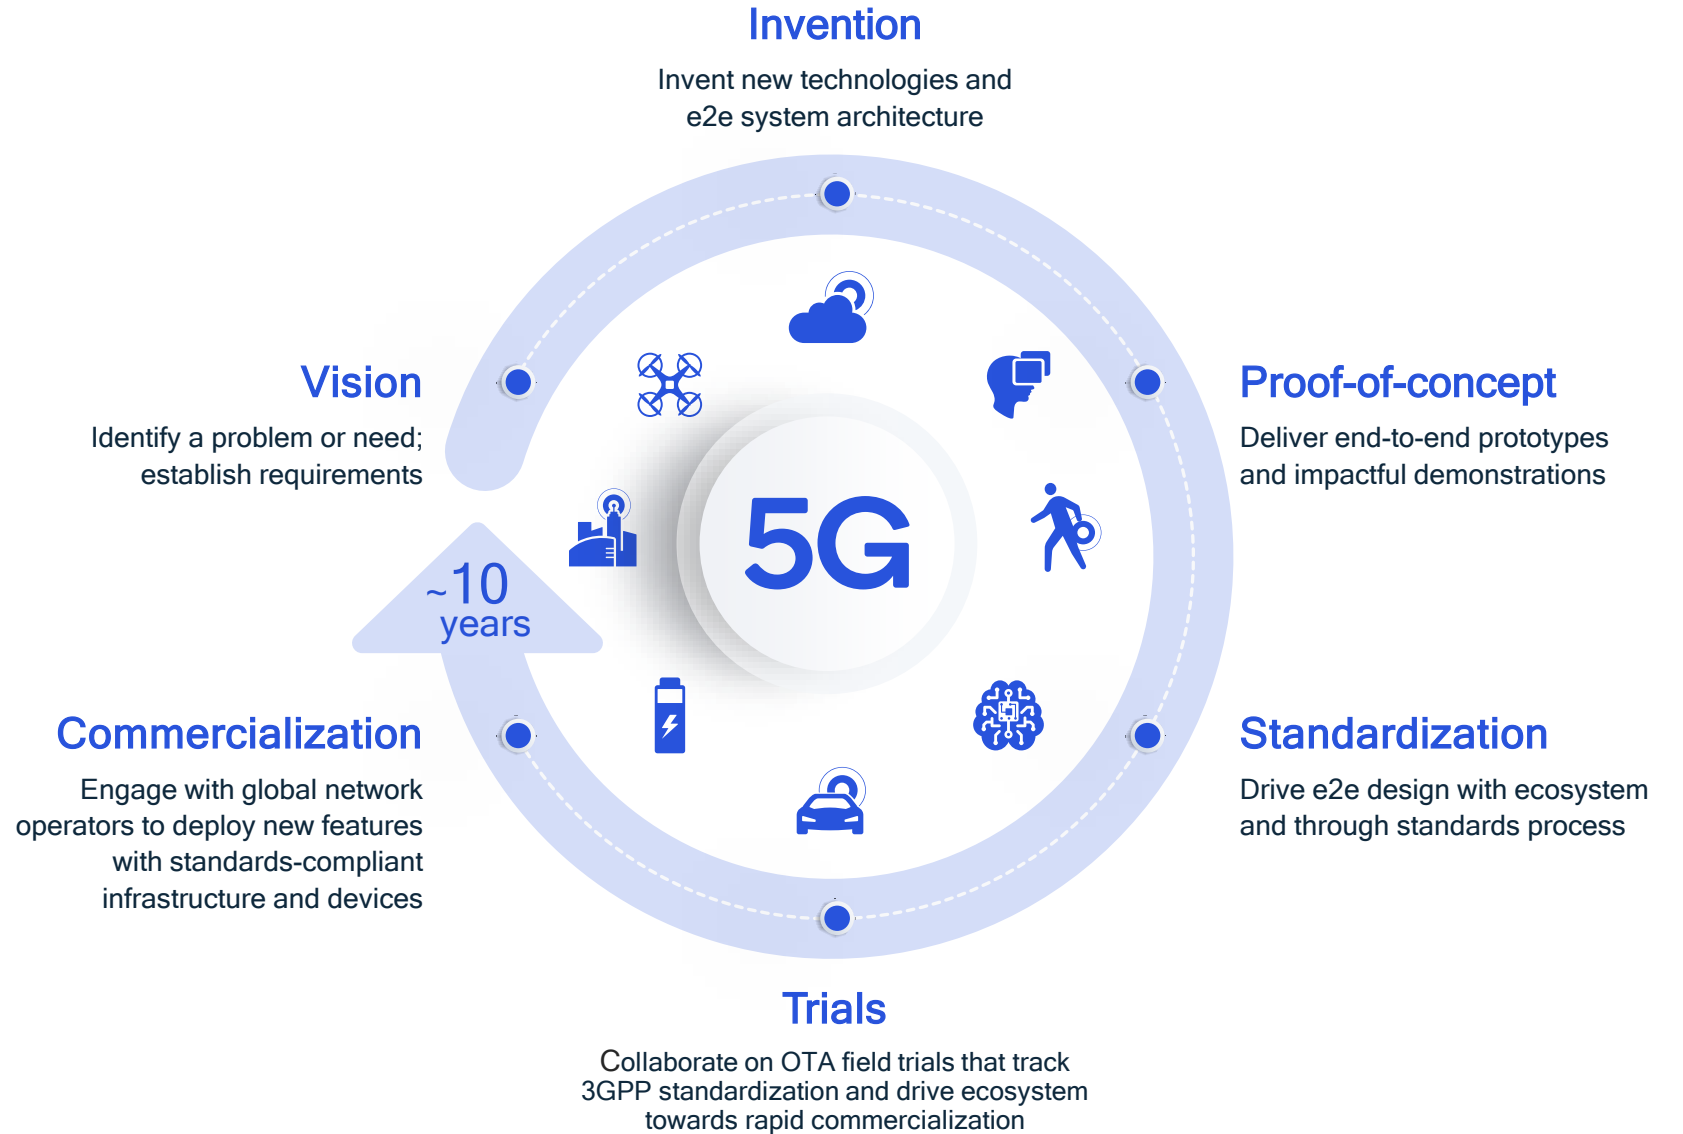 Invention
Invent new technologies and
e2e system architecture
Vision
Identify a problem or need;
establish requirements
Proof-of-concept
Deliver end-to-end prototypes
and impactful demonstrations
5G
~10
years
Commercialization
Engage with global network
operators to deploy new features
with standards-compliant
infrastructure and devices
Standardization
Drive e2e design with ecosystem
and through standards process
Trials
Collaborate on OTA field trials that track
3GPP standardization and drive ecosystem
towards rapid commercialization